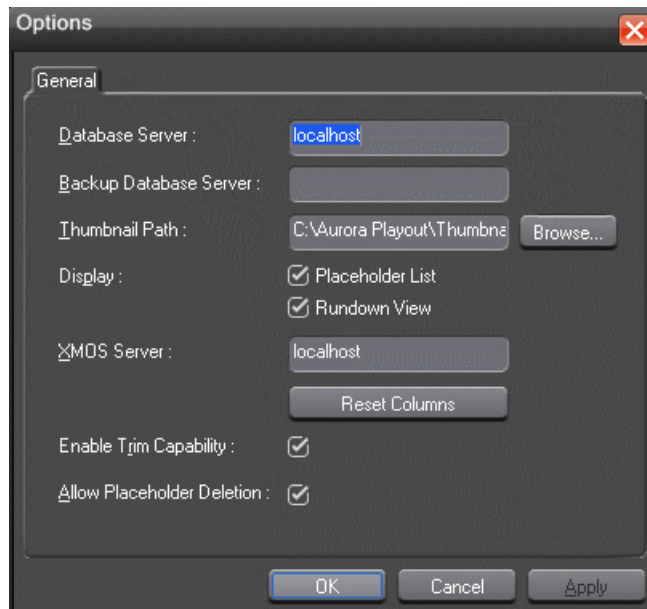 Options
General
Database Server : localhost
Backup Database Server :
Thumbnail Path : C:\Aurora Playout\Thumbna Browse...
Display : Placeholder List
Rundown View
XMOS Server : localhost
Reset Columns
Enable Trim Capability :
Allow Placeholder Deletion :
OK Cancel Apply